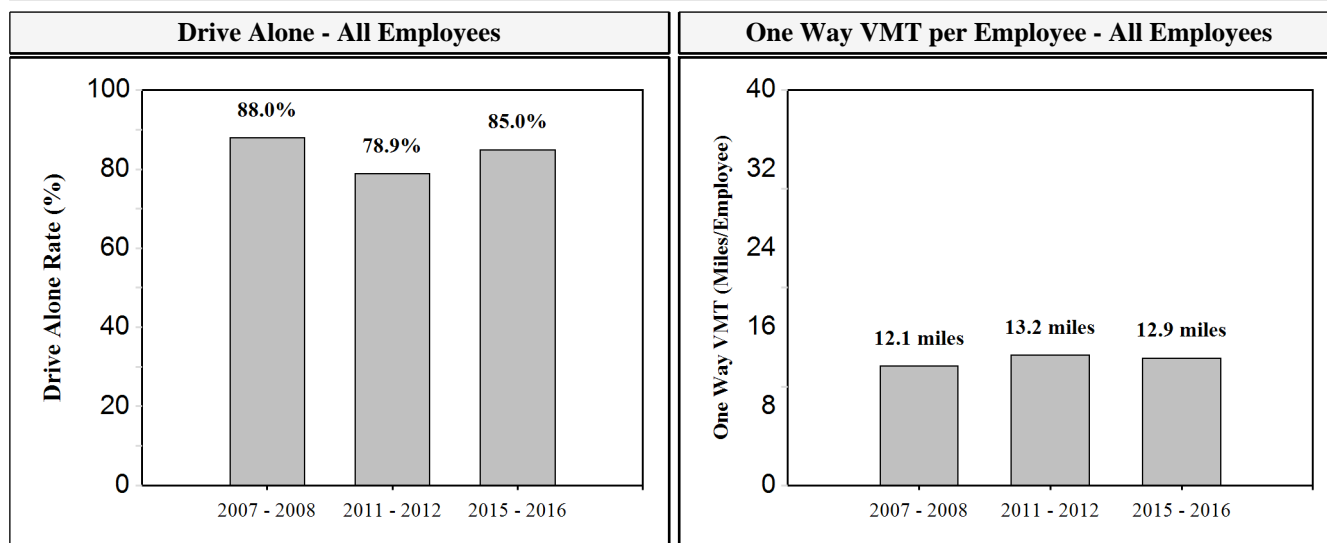 Drive Alone - All Employees
100
80
60
40
20
0
Drive Alone Rate (%)
88.0%
78.9%
85.0%
2007 - 2008
2011 - 2012
2015 - 2016
One Way VMT per Employee - All Employees
40
32
24
16
8
0
One Way VMT (Miles/Employee)
12.1 miles
13.2 miles
12.9 miles
2007 - 2008
2011 - 2012
2015 - 2016